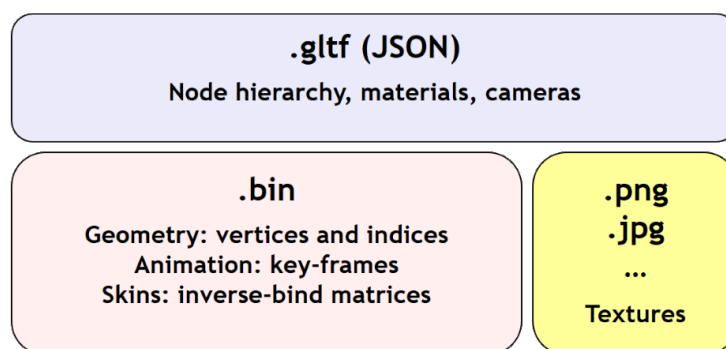 .gltf (JSON)
Node hierarchy, materials, cameras
.bin
Geometry: vertices and indices
Animation: key-frames
Skins: inverse-bind matrices
.png
.jpg
...
Textures